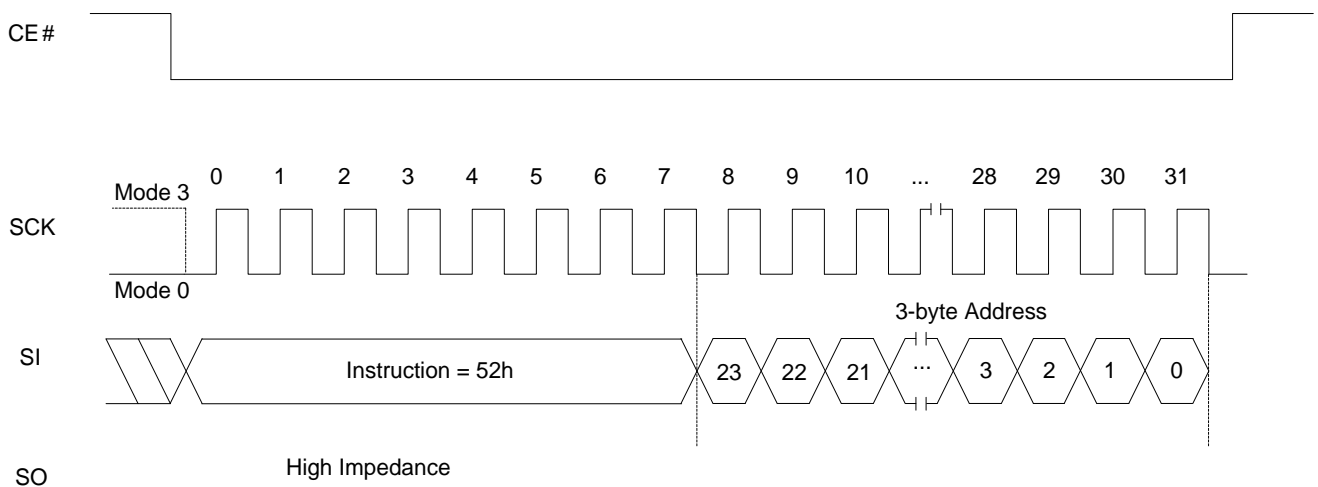 CE#
0 1 2 3 4 5 6 7 8 9 10 ... 28 29 30 31
Mode 3
SCK
Mode 0
3-byte Address
SI
Instruction = 52h 23 22 21 ... 3 2 1 0
High Impedance
SO